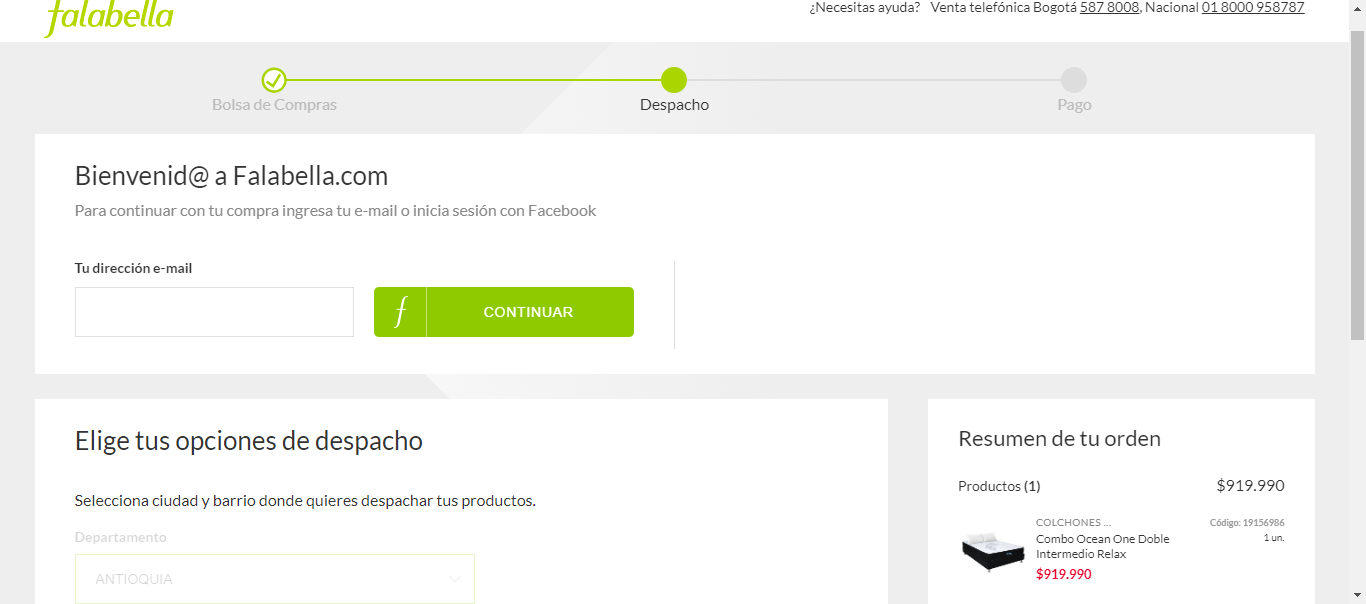 falabella
¿Necesitas ayuda? Venta telefónica Bogotá 587 8008, Nacional 01 8000 958787
Bolsa de Compras
Despacho
Pago
Bienvenid@ a Falabella.com
Para continuar con tu compra ingresa tu e-mail o inicia sesión con Facebook
Tu dirección e-mail
f CONTINUAR
Elige tus opciones de despacho
Selecciona ciudad y barrio donde quieres despachar tus productos.
Departamento
ANTIOQUIA
Resumen de tu orden
Productos (1) $919.990
COLCHONES ... Código: 19156986
Combo Ocean One Doble 1 un.
Intermedio Relax
$919.990